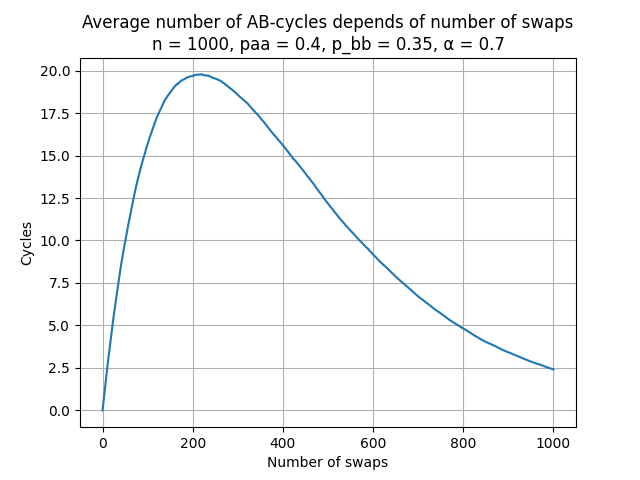 Average number of AB-cycles depends of number of swaps
n = 1000, paa = 0.4, p_bb = 0.35, α = 0.7
20.0
17.5
15.0
12.5
10.0
7.5
5.0
2.5
0.0
Cycles
0 200 400 600 800 1000
Number of swaps